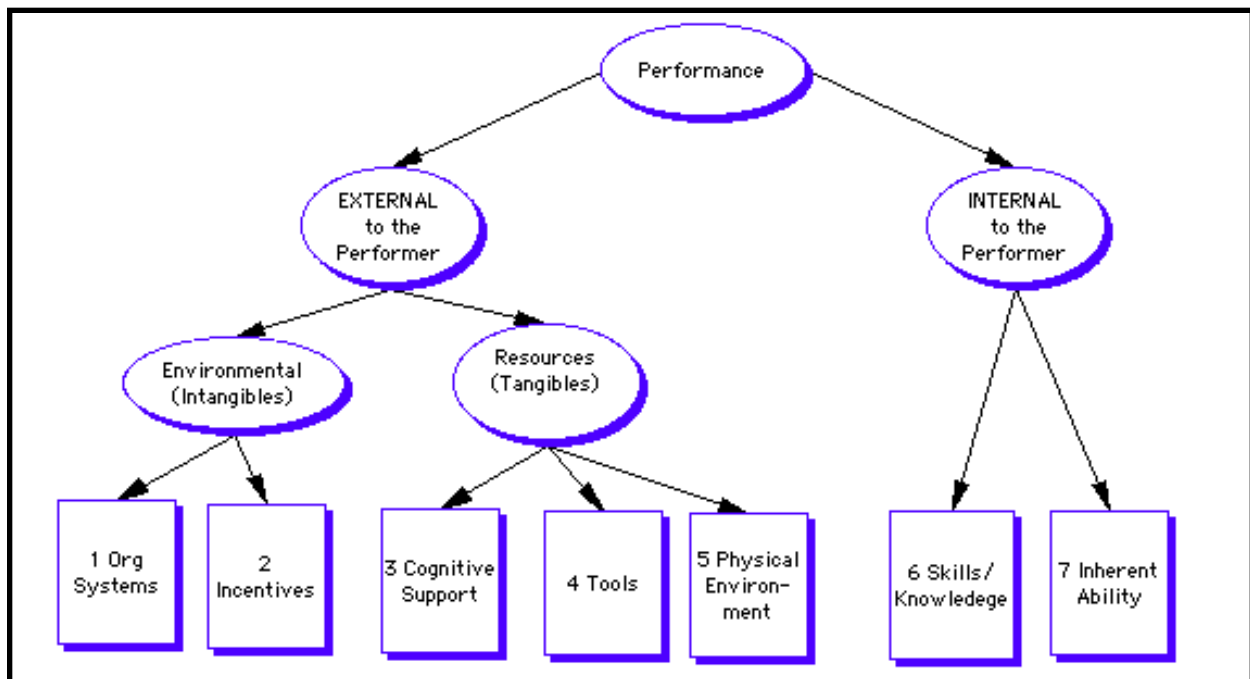 Performance
EXTERNAL
to the
Performer
INTERNAL
to the
Performer
Environmental
(Intangibles)
Resources
(Tangibles)
1 Org
Systems
2
Incentives
3 Cognitive
Support
4 Tools
5 Physical
Environ-
ment
6 Skills/
Knowledege
7 Inherent
Ability